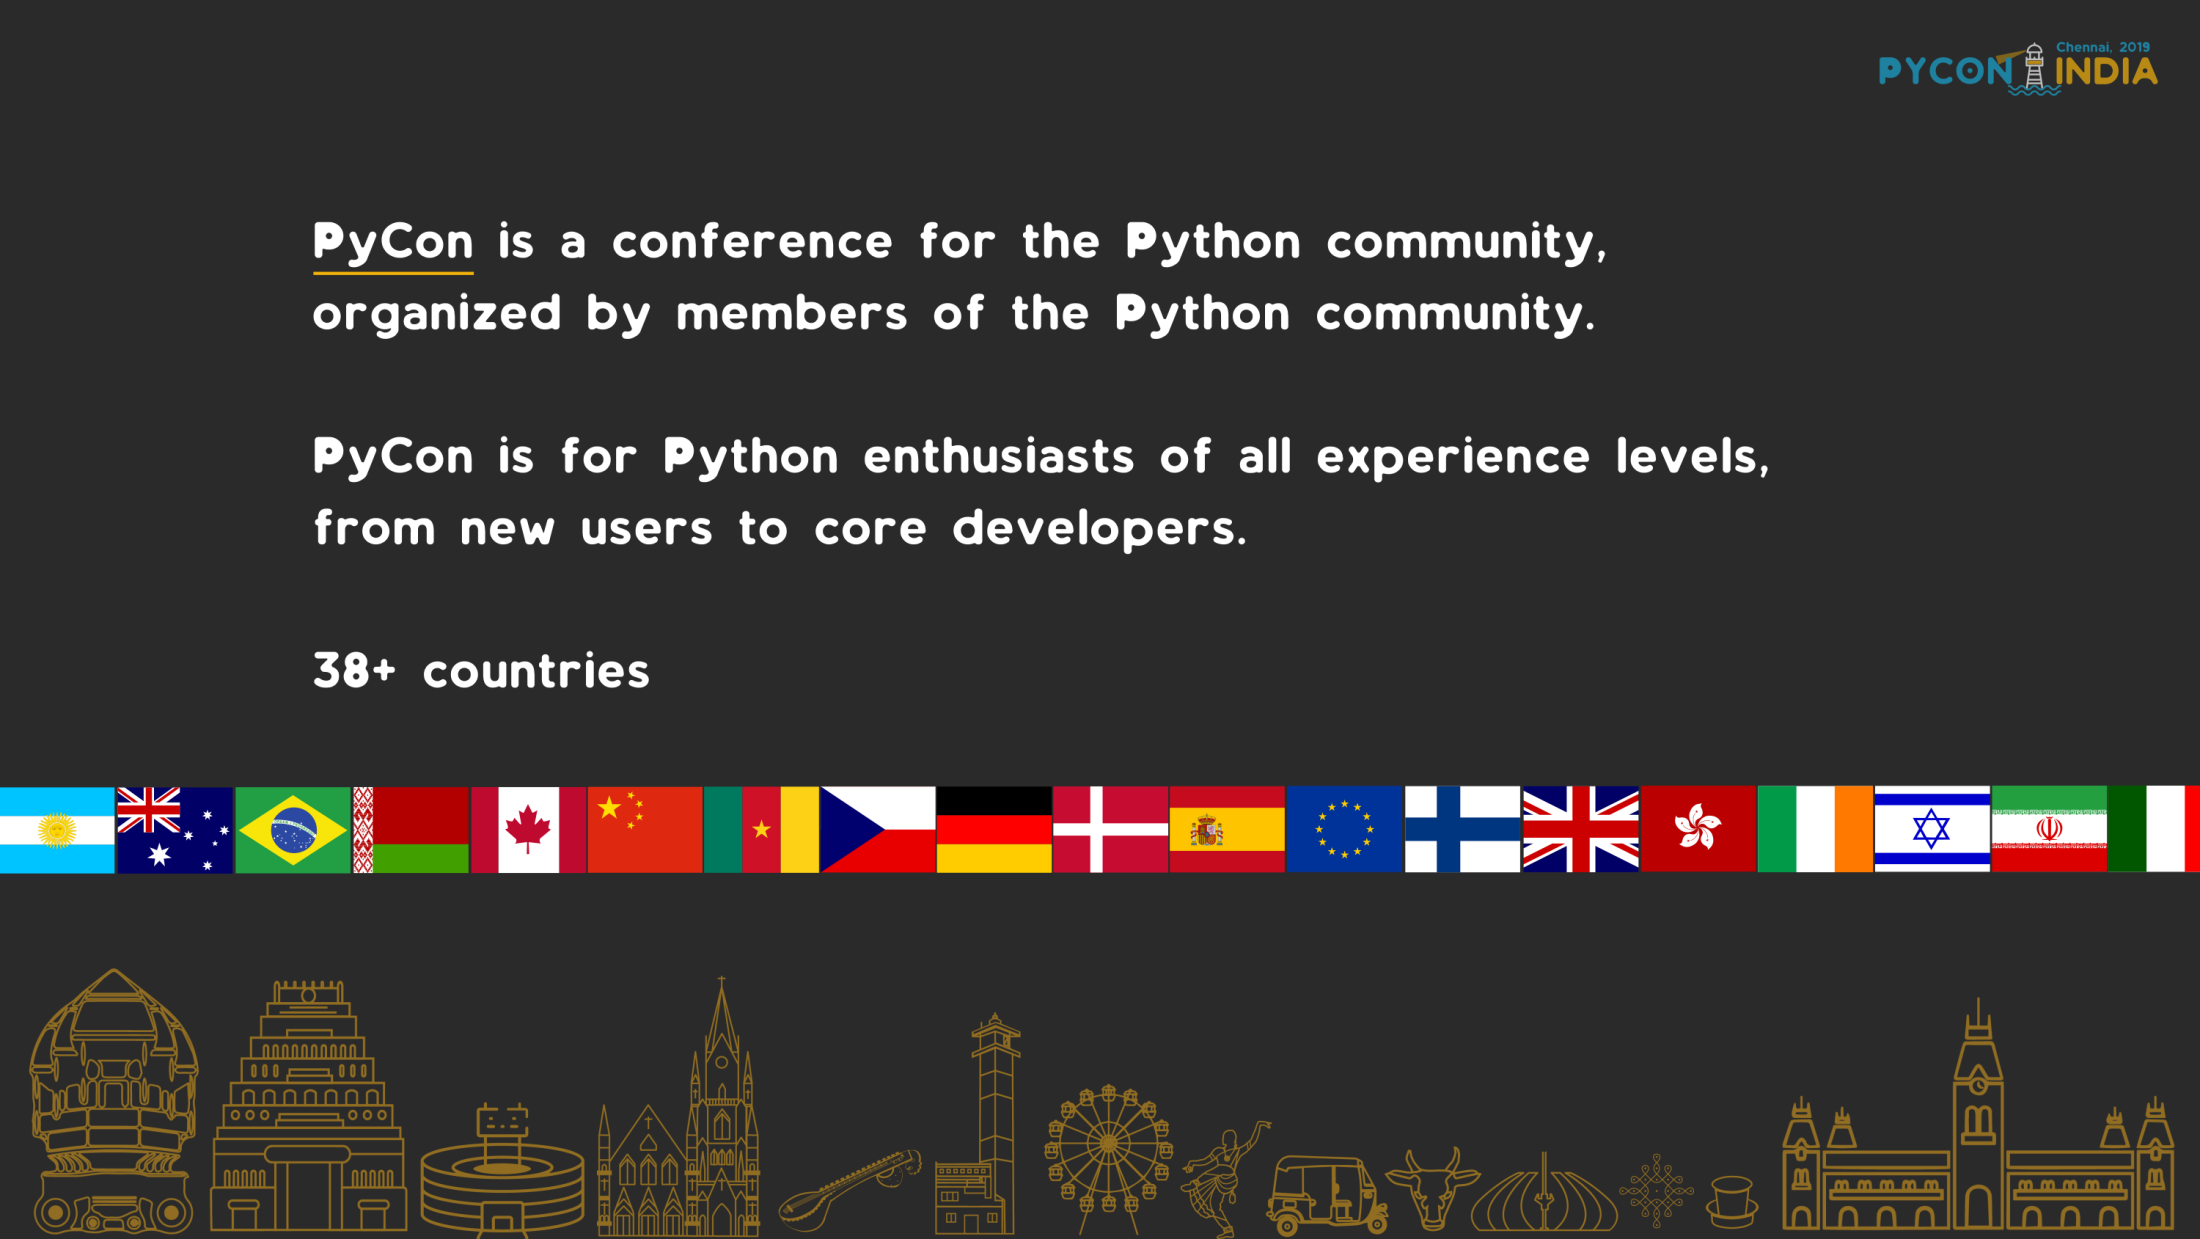 Chennai, 2019
PYCON INDIA
PyCon is a conference for the Python community,
organized by members of the Python community.
PyCon is for Python enthusiasts of all experience levels,
from new users to core developers.
38+ countries